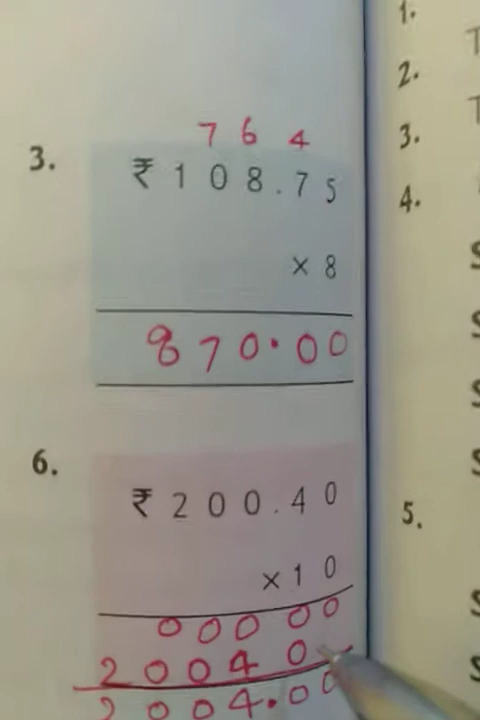 1.
2.
3.
4.
3.
7 6 4
₹ 1 0 8 . 7 5
× 8
8 7 0 . 0 0
6.
₹ 2 0 0 . 4 0
× 1 0
0 0 0 0 0
2 0 0 4 0
2 0 0 4 . 0 0
5.